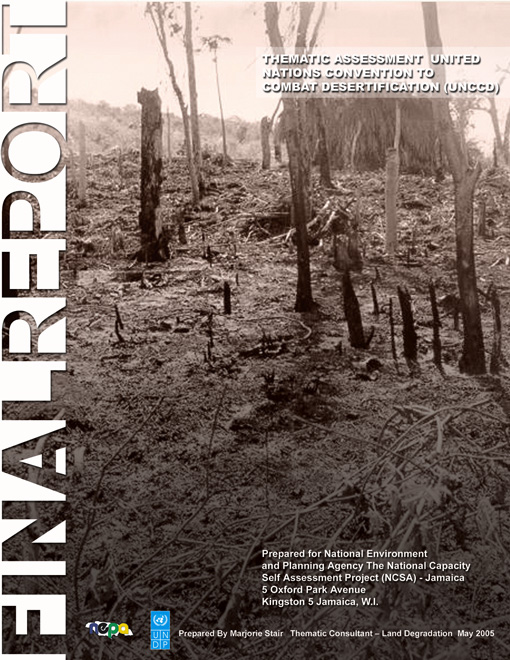 FINAL REPORT
THEMATIC ASSESSMENT UNITED
NATIONS CONVENTION TO
COMBAT DESERTIFICATION (UNCCD)
Prepared for National Environment
and Planning Agency The National Capacity
Self Assessment Project (NCSA) - Jamaica
5 Oxford Park Avenue
Kingston 5 Jamaica, W.I.
nepa
U N
D P
Prepared By Marjorie Stair Thematic Consultant – Land Degradation May 2005